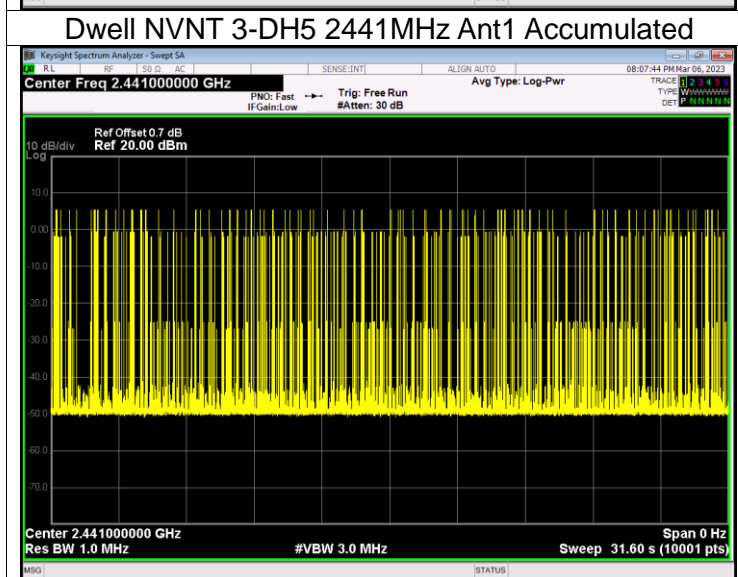 Dwell NVNT 3-DH5 2441MHz Ant1 Accumulated
Keysight Spectrum Analyzer - Swept SA
RL RF 50 Ω AC SENSE:INT ALIGN AUTO 08:07:44 PM Mar 06, 2023
Center Freq 2.441000000 GHz
PNO: Fast
IFGain:Low
Trig: Free Run
#Atten: 30 dB
Avg Type: Log-Pwr
TRACE 1 2 3 4 5 6
TYPE WWWWWW
DET P N N N N N
Ref Offset 0.7 dB
10 dB/div Ref 20.00 dBm
Log
10.0
0.00
-10.0
-20.0
-30.0
-40.0
-50.0
-60.0
-70.0
Center 2.441000000 GHz Span 0 Hz
Res BW 1.0 MHz #VBW 3.0 MHz Sweep 31.60 s (10001 pts)
MSG STATUS